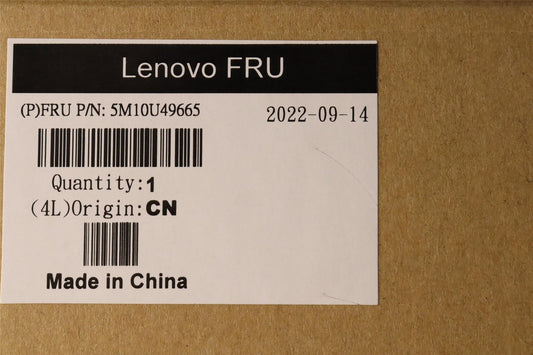 Lenovo FRU
(P)FRU P/N: 5M10U49665
2022-09-14
Quantity:1
(4L)Origin:CN
Made in China